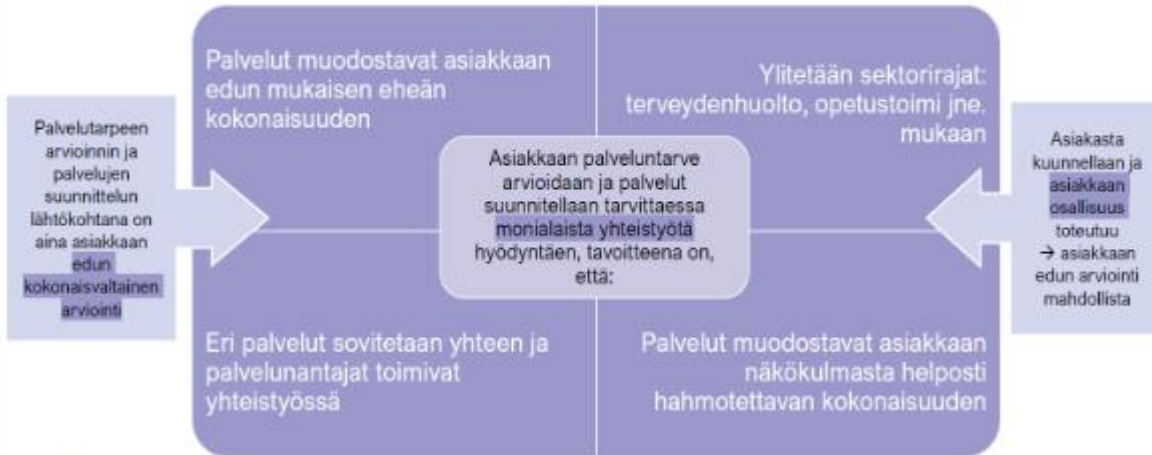 Palvelut muodostavat asiakkaan
edun mukaisen eheän
kokonaisuuden
Ylitetään sektorirajat:
terveydenhuolto, opetustoimi jne.
mukaan
Palvelutarpeen
arvioinnin ja
palvelujen
suunnittelun
lähtökohtana on
aina asiakkaan
edun
kokonaisvaltainen
arviointi
Asiakkaan palveluntarve
arvioidaan ja palvelut
suunnitellaan tarvittaessa
monialaista yhteistyötä
hyödyntäen, tavoitteena on,
että:
Asiakasta
kuunnellaan ja
asiakkaan
osallisuus
toteutuu
→ asiakkaan
edun arviointi
mahdollista
Eri palvelut sovitetaan yhteen ja
palvelunantajat toimivat
yhteistyössä
Palvelut muodostavat asiakkaan
näkökulmasta helposti
hahmotettavan kokonaisuuden